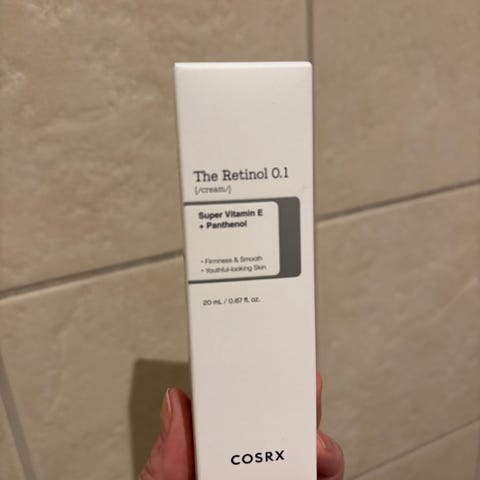 The Retinol 0.1
[/cream/]
Super Vitamin E
+ Panthenol
• Firmness & Smooth
• Youthful-looking Skin
20 mL / 0.67 fl. oz.
COSRX